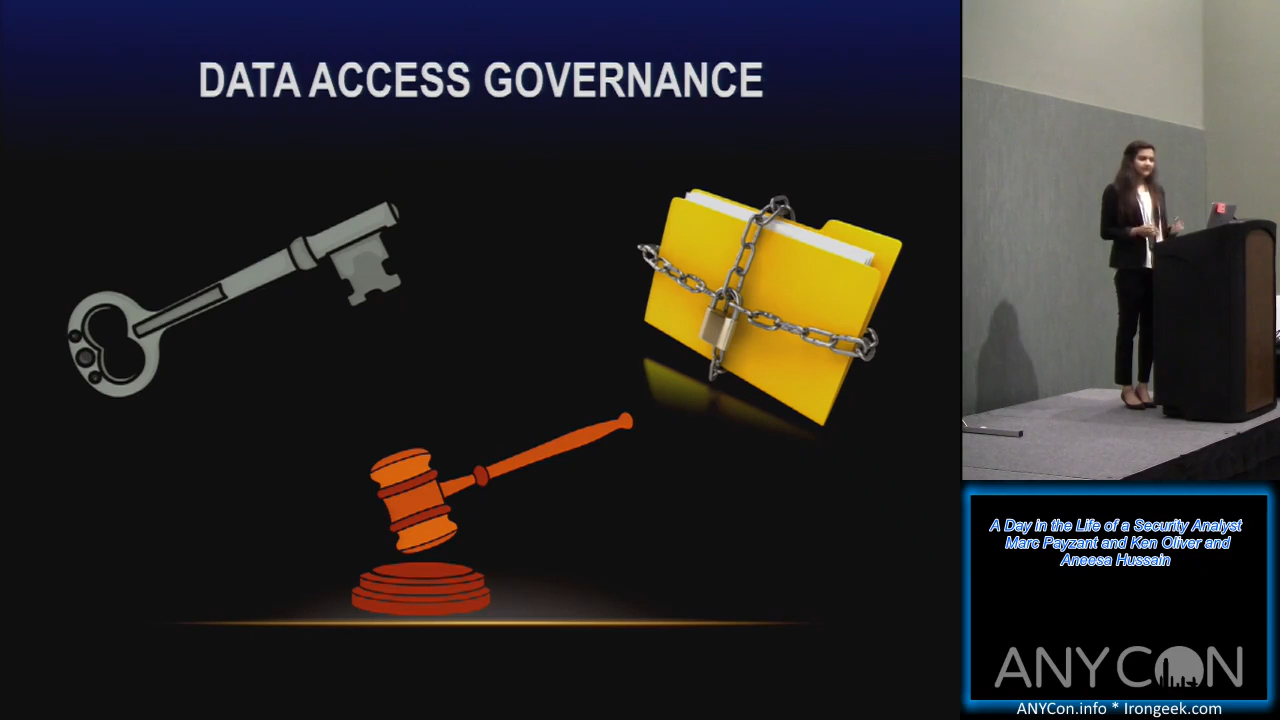 DATA ACCESS GOVERNANCE
A Day in the Life of a Security Analyst
Marc Payzant and Ken Oliver and
Aneesa Hussain
ANYCON
ANYCon.info * Irongeek.com